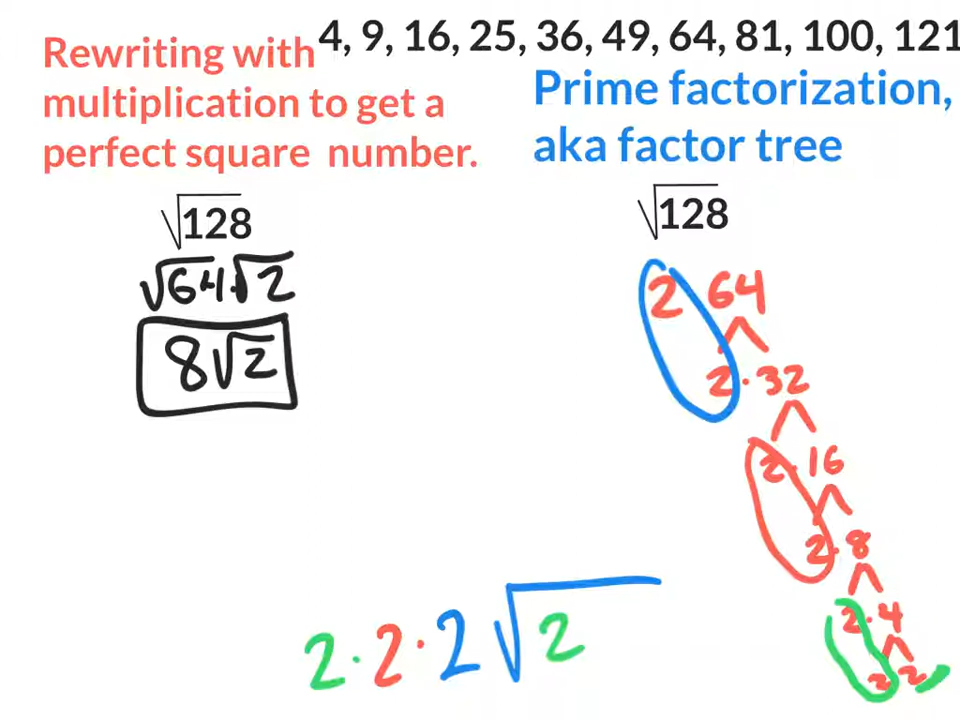 4, 9, 16, 25, 36, 49, 64, 81, 100, 121
Rewriting with
multiplication to get a
perfect square number.
√128
√64·√2
8√2
Prime factorization,
aka factor tree
√128
2 64
2·32
2·16
2·8
2·4
2 2
2·2·2√2